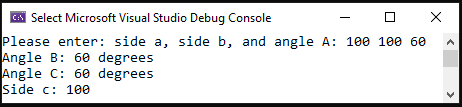 Select Microsoft Visual Studio Debug Console
Please enter: side a, side b, and angle A: 100 100 60
Angle B: 60 degrees
Angle C: 60 degrees
Side c: 100